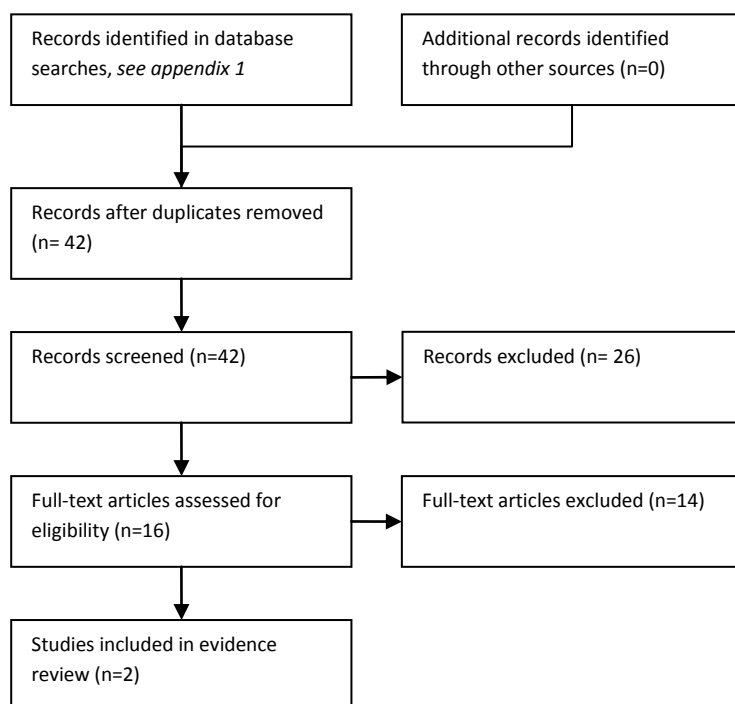 Records identified in database
searches, see appendix 1
Additional records identified
through other sources (n=0)
Records after duplicates removed
(n= 42)
Records screened (n=42)
Records excluded (n= 26)
Full-text articles assessed for
eligibility (n=16)
Full-text articles excluded (n=14)
Studies included in evidence
review (n=2)